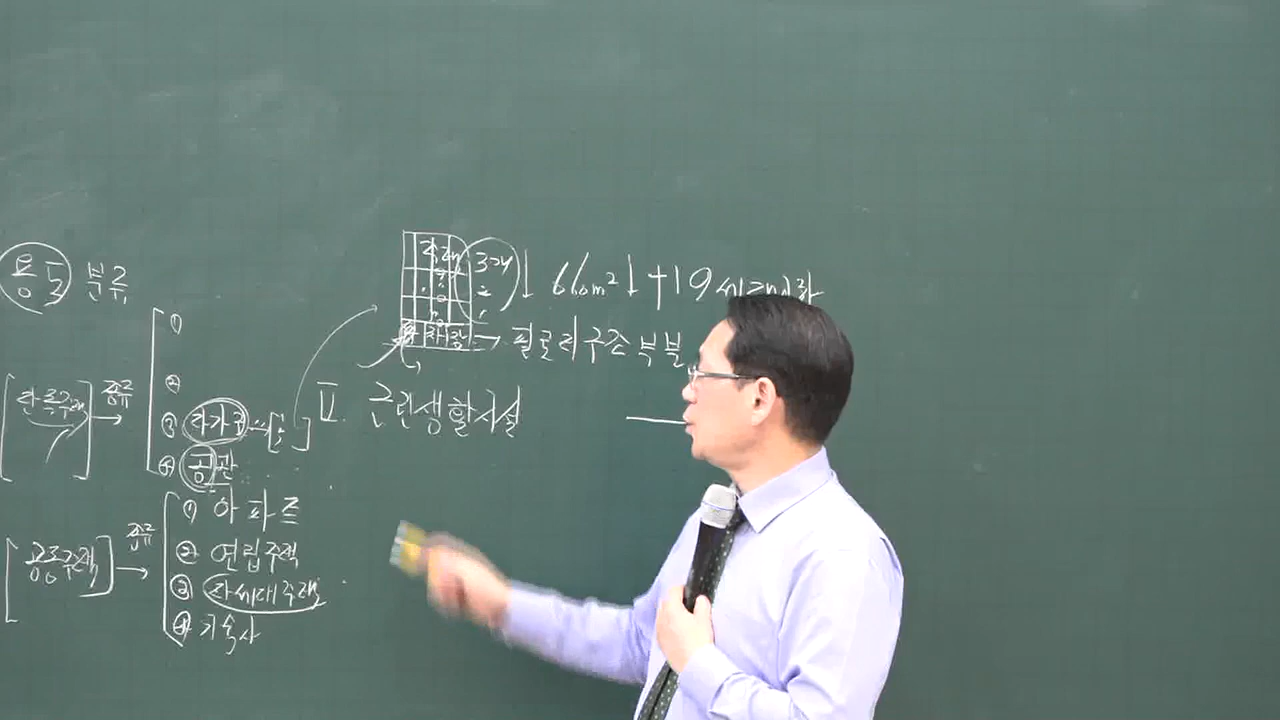 용도 분류
단독주택 종류 →
①
②
③ 다가구
④ 공관
공동주택 종류 →
① 아파트
② 연립주택
③ 다세대주택
④ 기숙사
주택 3개
660m² ↓ + 19세대 이하
→ 필로티구조 부분
Ⅱ. 근린생활시설